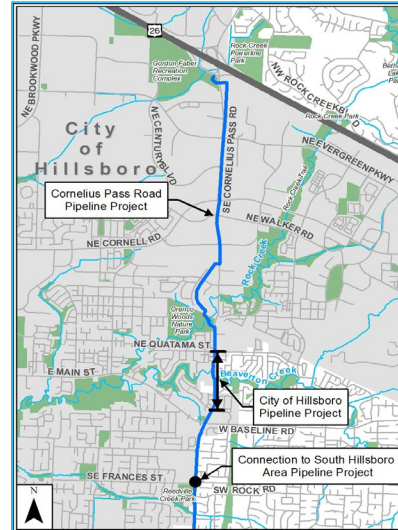 26
NE BROOKWOOD PKWY
Gordon Faber
Recreation
Complex
Rock Creek
Powerline
Park
NW ROCK CREEK BLVD
Rock Creek Park
NE EVERGREEN PKWY
City
of
Hillsboro
NE CENTURY BLVD
SE CORNELIUS PASS RD
Rock Creek Trail
Cornelius Pass Road
Pipeline Project
NE WALKER RD
NE CORNELL RD
Rock Creek
Orenco
Woods
Nature
Park
NE QUATAMA ST
E MAIN ST
Beaverton Creek
City of Hillsboro
Pipeline Project
W BASELINE RD
Connection to South Hillsboro
Area Pipeline Project
SE FRANCES ST
Reedville
Creek Park
SW ROCK RD
N